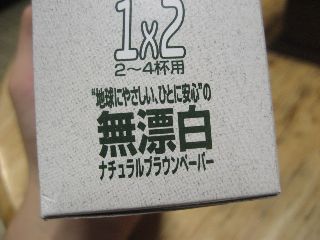 1x2
2～4杯用
"地球にやさしい、ひとに安心"の
無漂白
ナチュラルブラウンペーパー